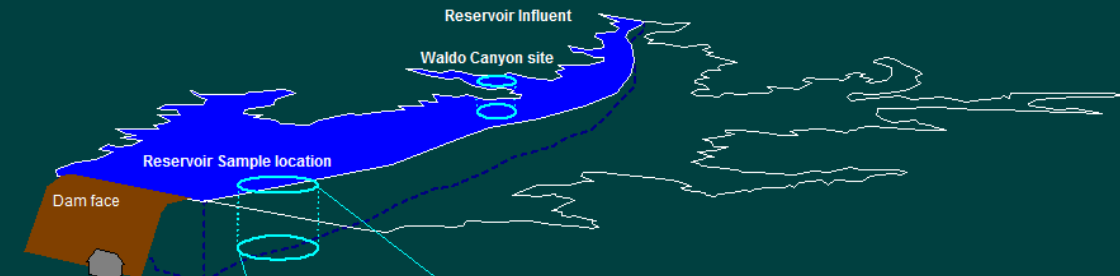 Reservoir Influent
Waldo Canyon site
Reservoir Sample location
Dam face